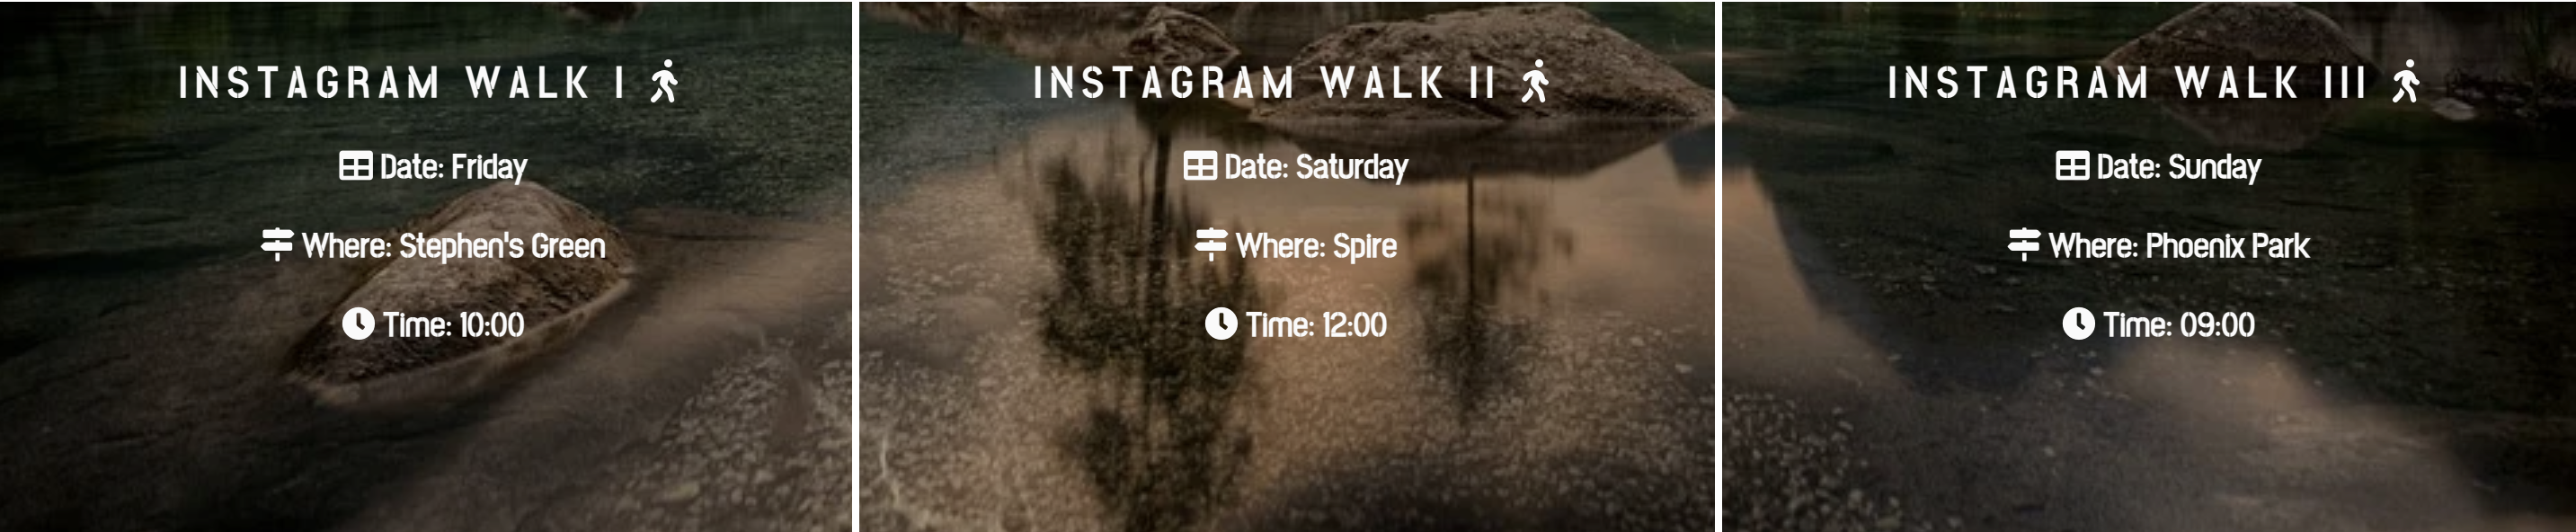 INSTAGRAM WALK I
Date: Friday
Where: Stephen's Green
Time: 10:00
INSTAGRAM WALK II
Date: Saturday
Where: Spire
Time: 12:00
INSTAGRAM WALK III
Date: Sunday
Where: Phoenix Park
Time: 09:00